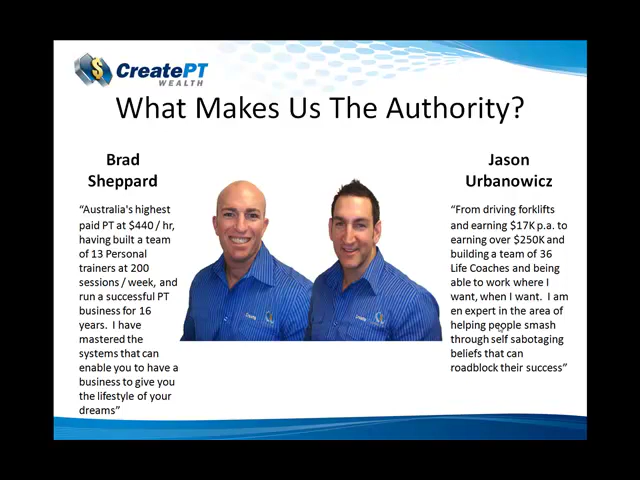 CreatePT
WEALTH
What Makes Us The Authority?
Brad
Sheppard
"Australia's highest
paid PT at $440 / hr,
having built a team
of 13 Personal
trainers at 200
sessions / week, and
run a successful PT
business for 16
years. I have
mastered the
systems that can
enable you to have a
business to give you
the lifestyle of your
dreams"
Jason
Urbanowicz
"From driving forklifts
and earning $17K p.a. to
earning over $250K and
building a team of 36
Life Coaches and being
able to work where I
want, when I want. I am
en expert in the area of
helping people smash
through self sabotaging
beliefs that can
roadblock their success"